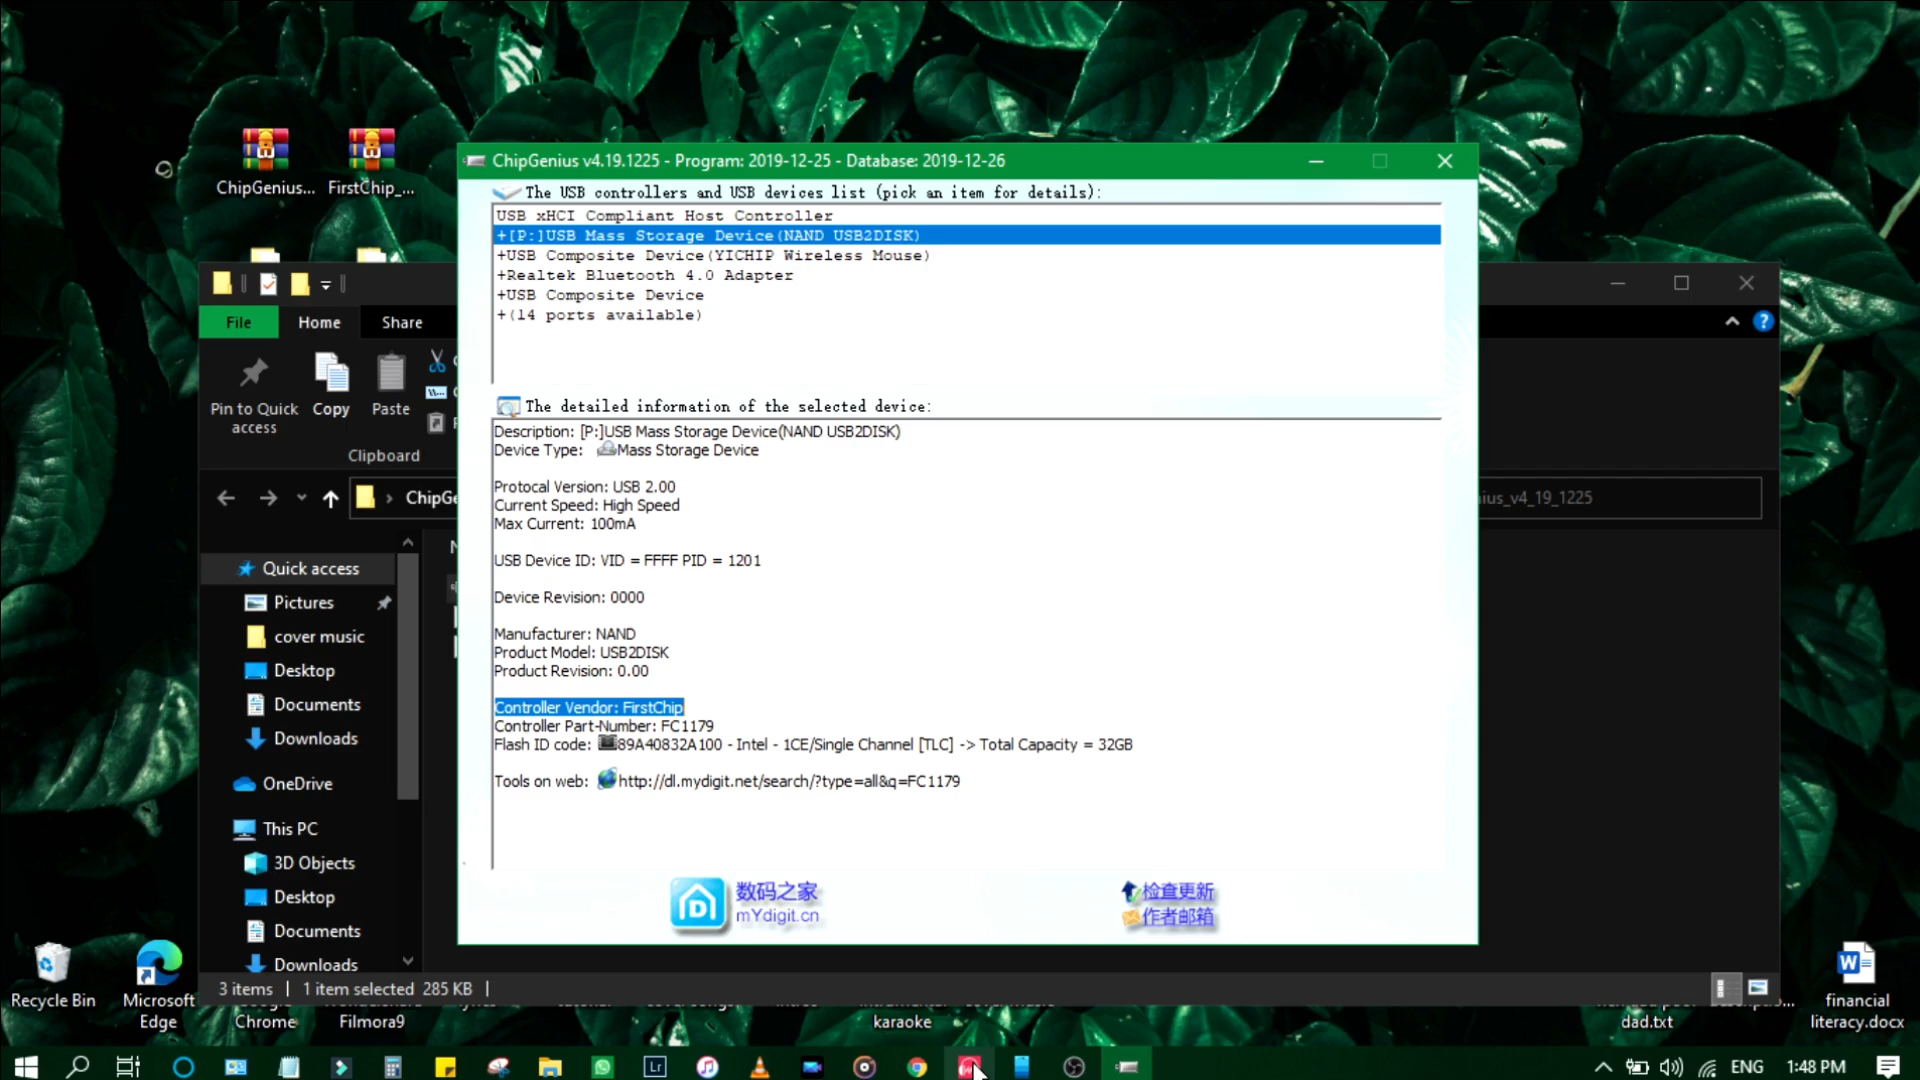 ChipGenius...
FirstChip_...
ChipGenius v4.19.1225 - Program: 2019-12-25 - Database: 2019-12-26
The USB controllers and USB devices list (pick an item for details):
USB xHCI Compliant Host Controller
+[P:]USB Mass Storage Device(NAND USB2DISK)
+USB Composite Device(YICHIP Wireless Mouse)
+Realtek Bluetooth 4.0 Adapter
+USB Composite Device
+(14 ports available)
The detailed information of the selected device:
Description: [P:]USB Mass Storage Device(NAND USB2DISK)
Device Type: Mass Storage Device
Protocal Version: USB 2.00
Current Speed: High Speed
Max Current: 100mA
USB Device ID: VID = FFFF PID = 1201
Device Revision: 0000
Manufacturer: NAND
Product Model: USB2DISK
Product Revision: 0.00
Controller Vendor: FirstChip
Controller Part-Number: FC1179
Flash ID code: 89A40832A100 - Intel - 1CE/Single Channel [TLC] -> Total Capacity = 32GB
Tools on web: http://dl.mydigit.net/search/?type=all&q=FC1179
数码之家
mYdigit.cn
检查更新
作者邮箱
File
Home
Share
Pin to Quick
access
Copy
Paste
Clipboard
ChipGe
ius_v4_19_1225
Quick access
Pictures
cover music
Desktop
Documents
Downloads
OneDrive
This PC
3D Objects
Desktop
Documents
Downloads
3 items | 1 item selected 285 KB |
Recycle Bin
Microsoft
Edge
Chrome
Filmora9
karaoke
dad.txt
financial
literacy.docx
Lr
ENG
1:48 PM